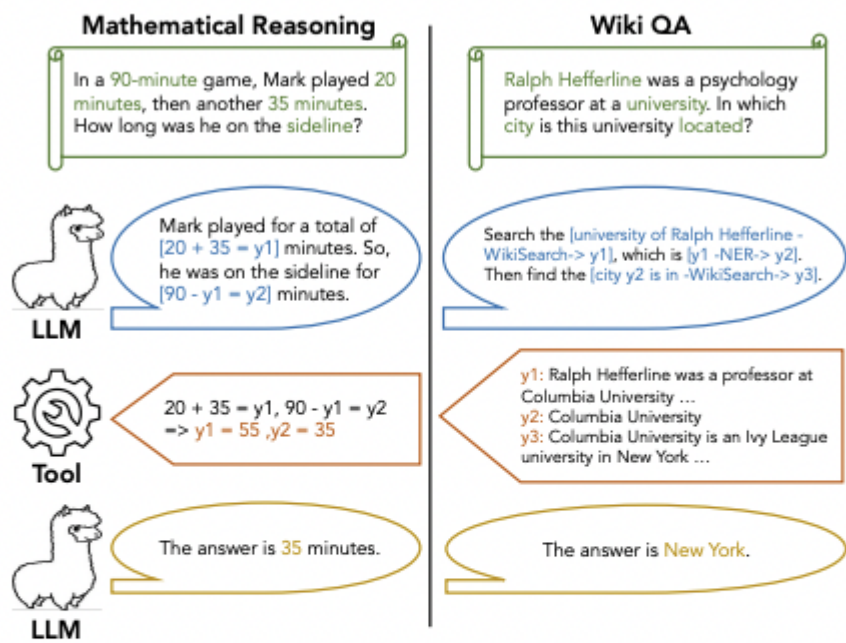 Mathematical Reasoning
In a 90-minute game, Mark played 20
minutes, then another 35 minutes.
How long was he on the sideline?
Wiki QA
Ralph Hefferline was a psychology
professor at a university. In which
city is this university located?
Mark played for a total of
[20 + 35 = y1] minutes. So,
he was on the sideline for
[90 - y1 = y2] minutes.
LLM
Search the [university of Ralph Hefferline -
WikiSearch-> y1], which is [y1 -NER-> y2].
Then find the [city y2 is in -WikiSearch-> y3].
20 + 35 = y1, 90 - y1 = y2
=> y1 = 55 ,y2 = 35
Tool
y1: Ralph Hefferline was a professor at
Columbia University ...
y2: Columbia University
y3: Columbia University is an Ivy League
university in New York ...
The answer is 35 minutes.
LLM
The answer is New York.